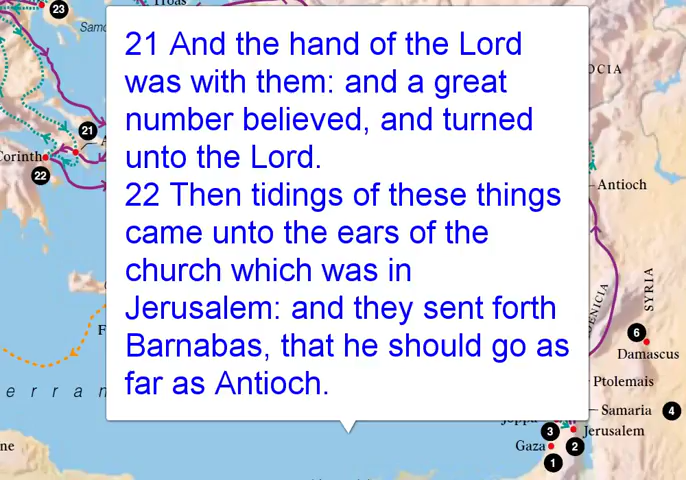 23
Troas
21 And the hand of the Lord
was with them: and a great
number believed, and turned
unto the Lord.
22 Then tidings of these things
came unto the ears of the
church which was in
Jerusalem: and they sent forth
Barnabas, that he should go as
far as Antioch.
21
Corinth
22
Antioch
SYRIA
6
Damascus
Ptolemais
Samaria
4
3
Jerusalem
Gaza
2
1